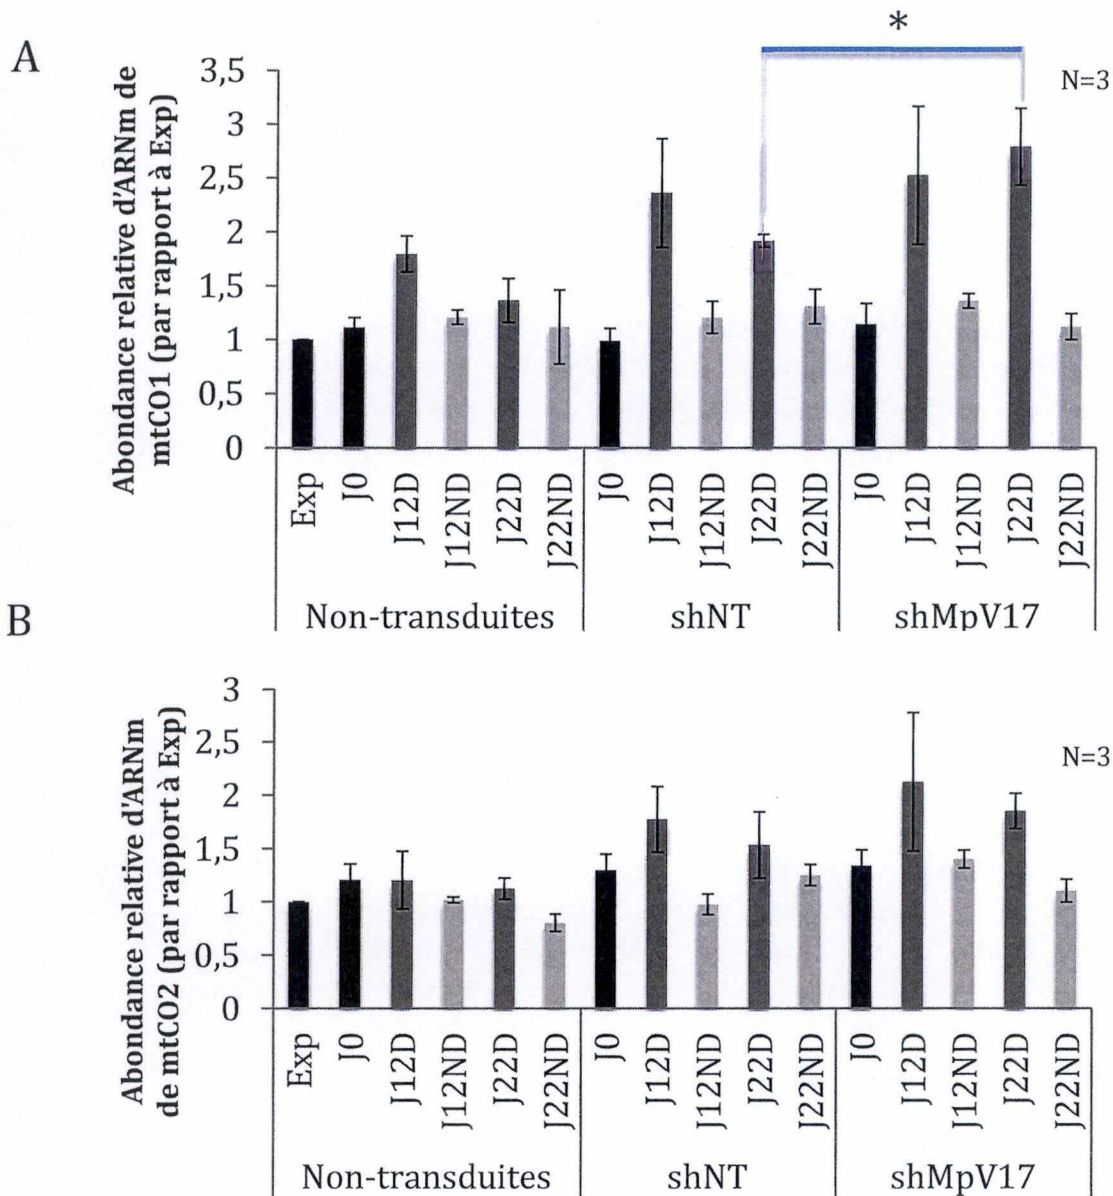 A
*
N=3
Abondance relative d'ARNm de
mtCO1 (par rapport à Exp)
3,5
3
2,5
2
1,5
1
0,5
0
Exp
J0
J12D
J12ND
J22D
J22ND
J0
J12D
J12ND
J22D
J22ND
J0
J12D
J12ND
J22D
J22ND
Non-transduites
shNT
shMpV17
B
N=3
Abondance relative d'ARNm
de mtCO2 (par rapport à Exp)
3
2,5
2
1,5
1
0,5
0
Exp
J0
J12D
J12ND
J22D
J22ND
J0
J12D
J12ND
J22D
J22ND
J0
J12D
J12ND
J22D
J22ND
Non-transduites
shNT
shMpV17